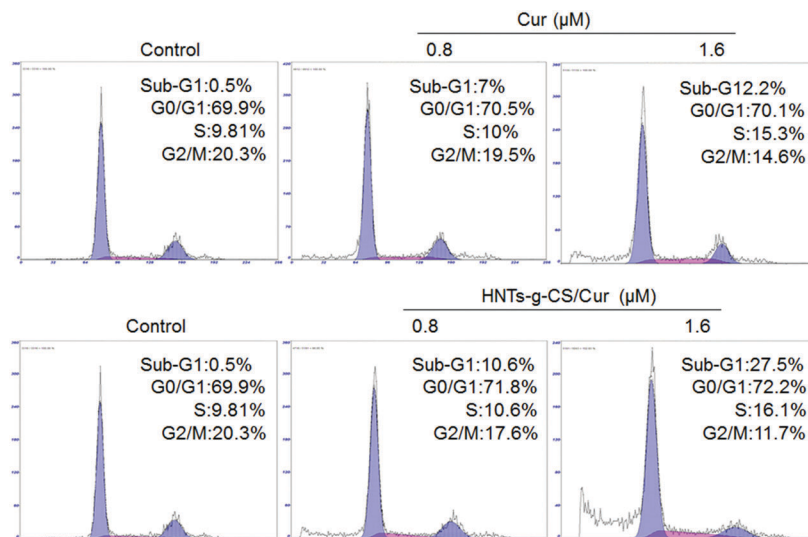 Cur (μM)
Control
0.8
1.6
Sub-G1:0.5%
G0/G1:69.9%
S:9.81%
G2/M:20.3%
Sub-G1:7%
G0/G1:70.5%
S:10%
G2/M:19.5%
Sub-G12.2%
G0/G1:70.1%
S:15.3%
G2/M:14.6%
HNTs-g-CS/Cur (μM)
Control
0.8
1.6
Sub-G1:0.5%
G0/G1:69.9%
S:9.81%
G2/M:20.3%
Sub-G1:10.6%
G0/G1:71.8%
S:10.6%
G2/M:17.6%
Sub-G1:27.5%
G0/G1:72.2%
S:16.1%
G2/M:11.7%